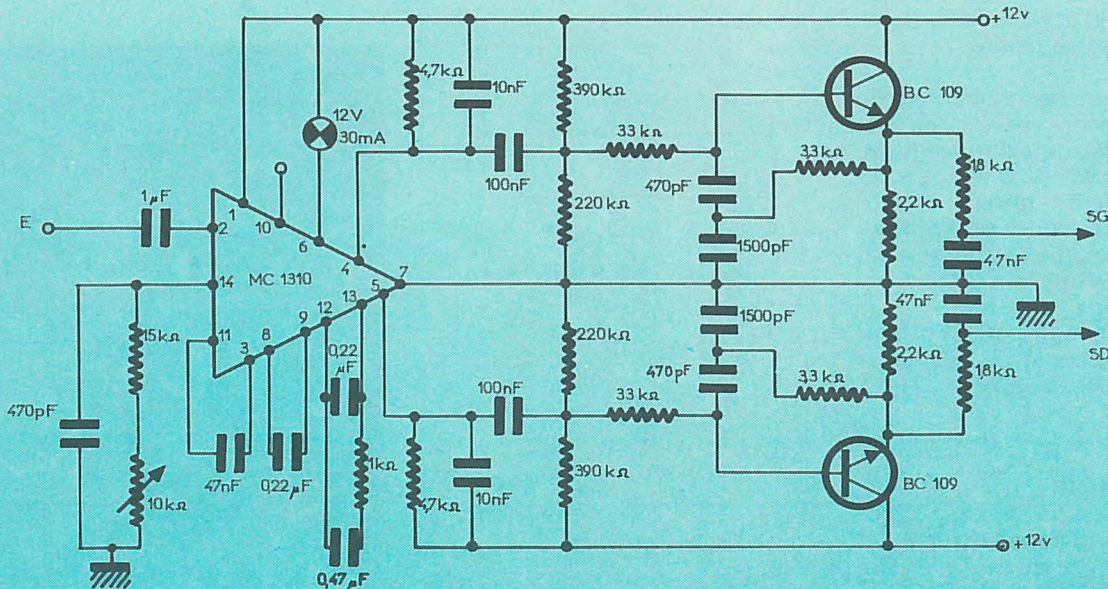 +12v
4,7kΩ
10nF
390kΩ
BC 109
12V
30mA
33kΩ
3,3kΩ
1,8kΩ
100nF
470pF
1µF
E
1
10
2
6
220kΩ
2,2kΩ
SG
4
1500pF
47nF
MC 1310
7
14
5
13
12
11
9
8
3
47nF
1500pF
15kΩ
0,22
µF
220kΩ
2,2kΩ
SD
470pF
100nF
3,3kΩ
1,8kΩ
470pF
33kΩ
1kΩ
390kΩ
47nF
0,22µF
4,7kΩ
10nF
BC 109
10kΩ
0,47µF
+12v